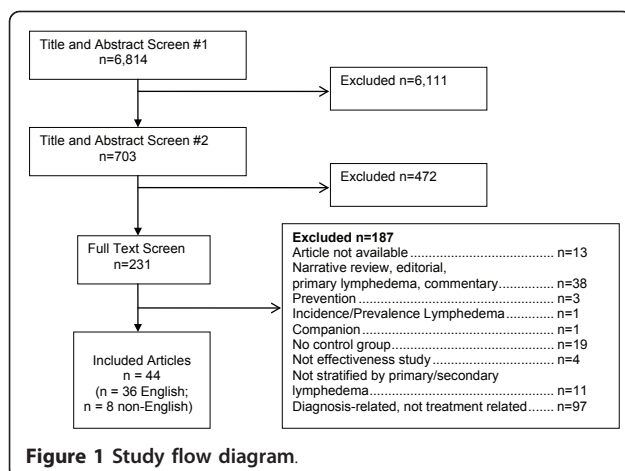 Title and Abstract Screen #1
n=6,814
Excluded n=6,111
Title and Abstract Screen #2
n=703
Excluded n=472
Full Text Screen
n=231
Excluded n=187
Article not available ............................ n=13
Narrative review, editorial,
primary lymphedema, commentary ............. n=38
Prevention ......................................... n=3
Incidence/Prevalence Lymphedema .......... n=1
Companion ........................................ n=1
No control group ................................. n=19
Not effectiveness study ........................ n=4
Not stratified by primary/secondary
lymphedema ....................................... n=11
Diagnosis-related, not treatment related ..... n=97
Included Articles
n = 44
(n = 36 English;
n = 8 non-English)
Figure 1 Study flow diagram.